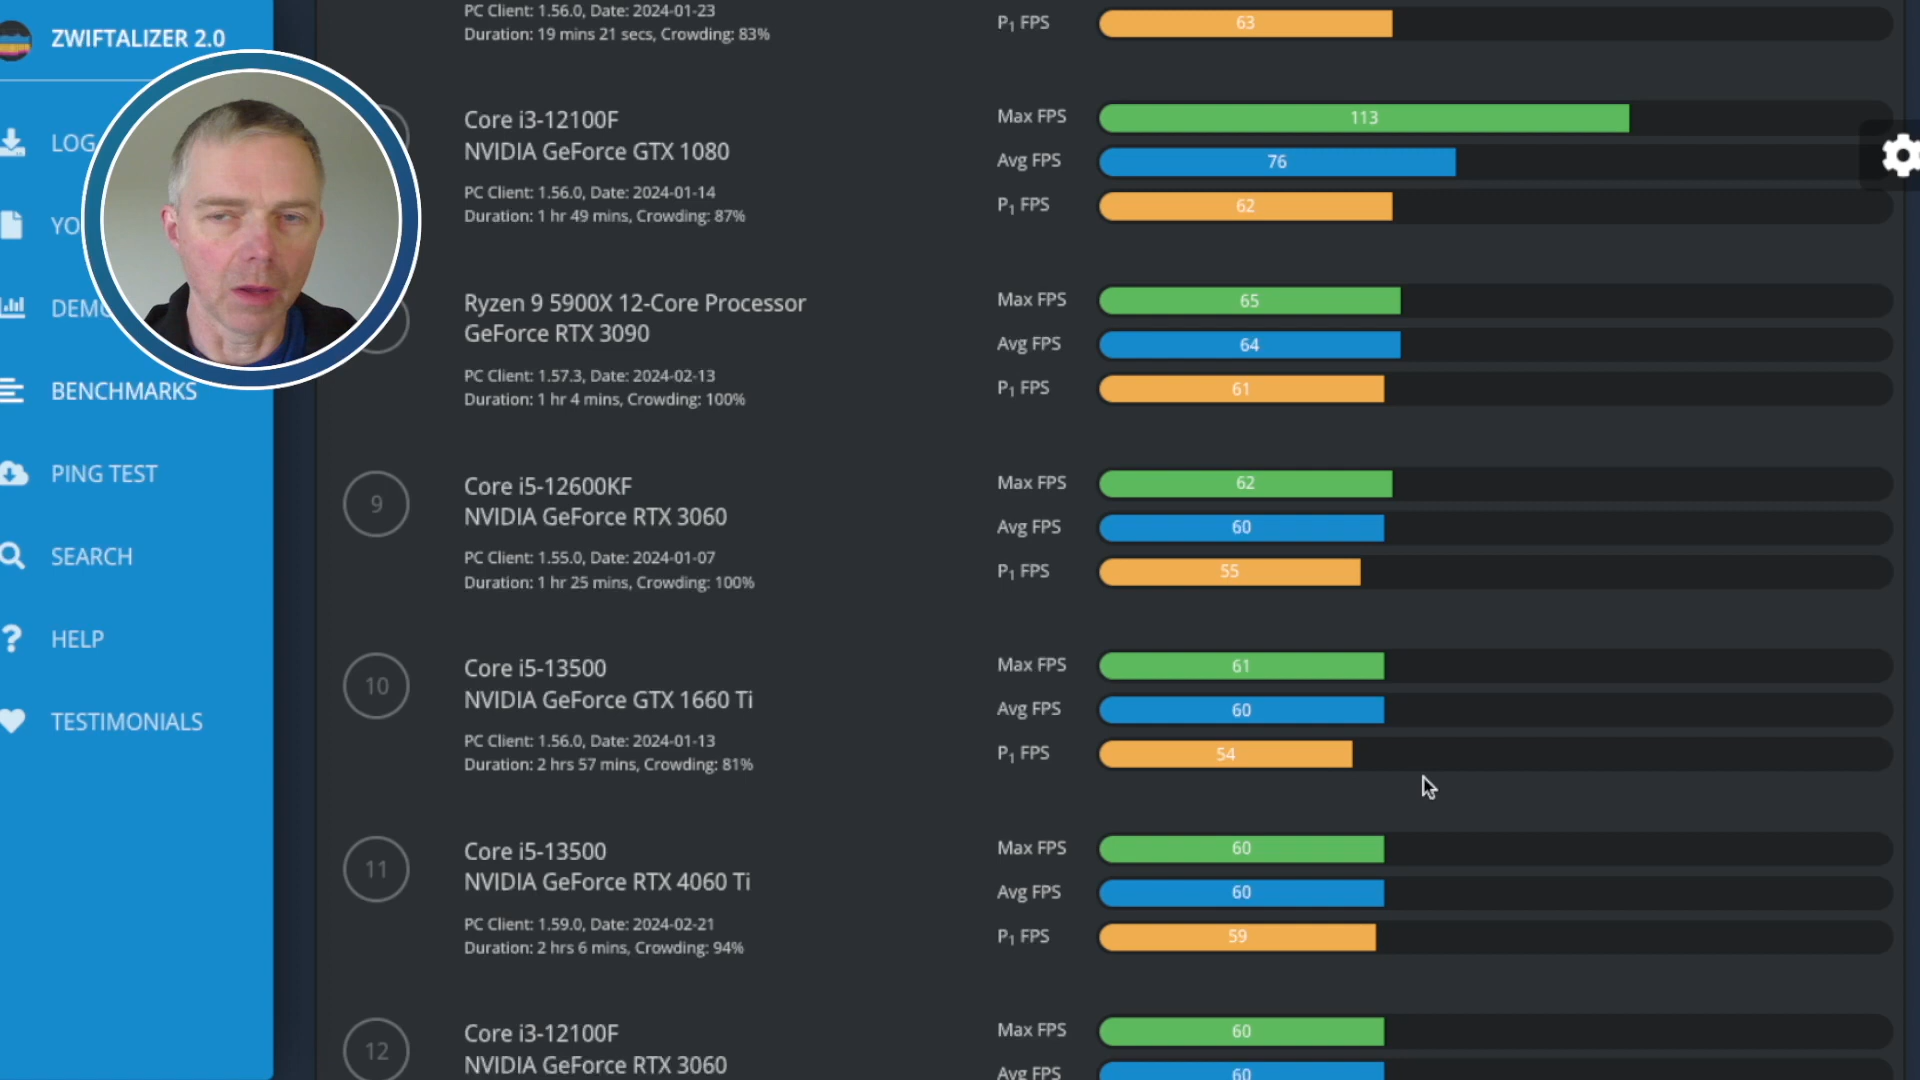 ZWIFTALIZER 2.0
LOG
YO
DEMO
BENCHMARKS
PING TEST
SEARCH
HELP
TESTIMONIALS
PC Client: 1.56.0, Date: 2024-01-23
Duration: 19 mins 21 secs, Crowding: 83%
P₁ FPS
63
Core i3-12100F
NVIDIA GeForce GTX 1080
PC Client: 1.56.0, Date: 2024-01-14
Duration: 1 hr 49 mins, Crowding: 87%
Max FPS
113
Avg FPS
76
P₁ FPS
62
Ryzen 9 5900X 12-Core Processor
GeForce RTX 3090
PC Client: 1.57.3, Date: 2024-02-13
Duration: 1 hr 4 mins, Crowding: 100%
Max FPS
65
Avg FPS
64
P₁ FPS
61
9
Core i5-12600KF
NVIDIA GeForce RTX 3060
PC Client: 1.55.0, Date: 2024-01-07
Duration: 1 hr 25 mins, Crowding: 100%
Max FPS
62
Avg FPS
60
P₁ FPS
55
10
Core i5-13500
NVIDIA GeForce GTX 1660 Ti
PC Client: 1.56.0, Date: 2024-01-13
Duration: 2 hrs 57 mins, Crowding: 81%
Max FPS
61
Avg FPS
60
P₁ FPS
54
11
Core i5-13500
NVIDIA GeForce RTX 4060 Ti
PC Client: 1.59.0, Date: 2024-02-21
Duration: 2 hrs 6 mins, Crowding: 94%
Max FPS
60
Avg FPS
60
P₁ FPS
59
12
Core i3-12100F
NVIDIA GeForce RTX 3060
Max FPS
60
Avg FPS
60